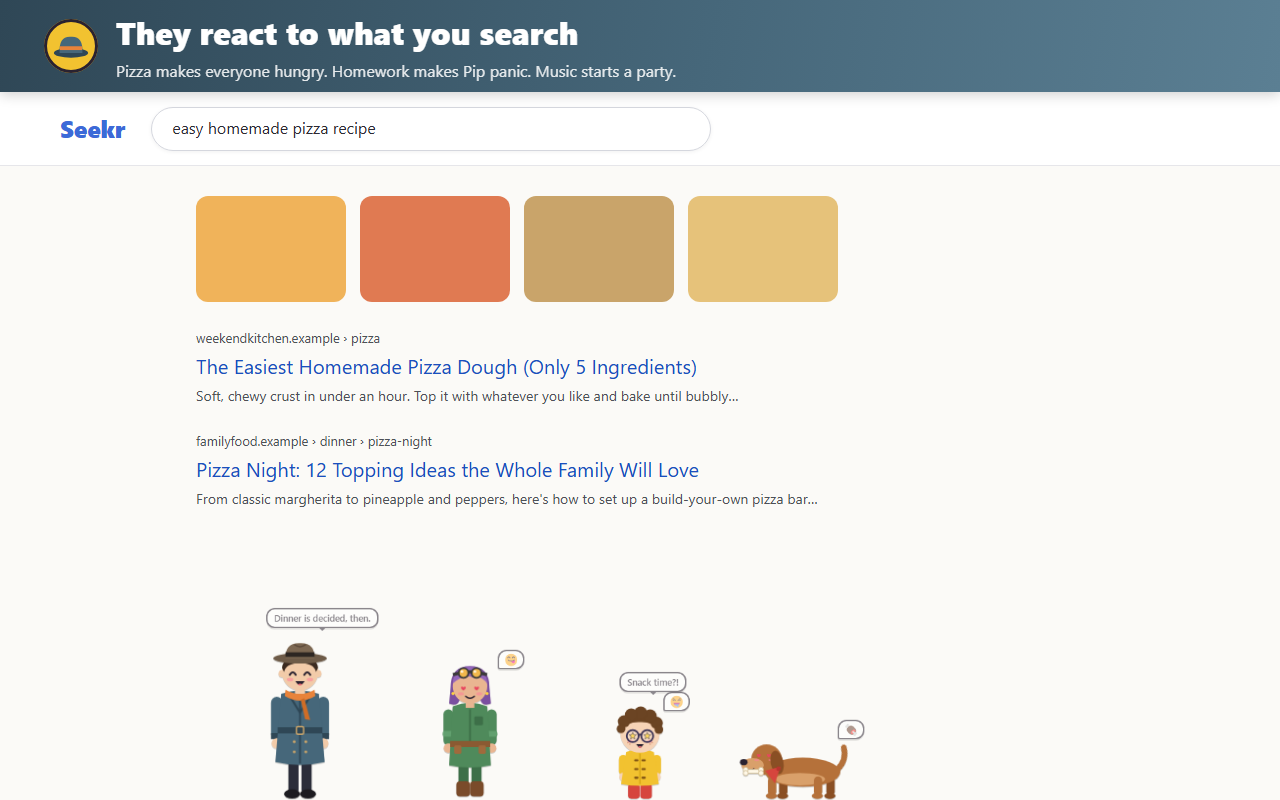 They react to what you search
Pizza makes everyone hungry. Homework makes Pip panic. Music starts a party.
Seekr
easy homemade pizza recipe
weekendkitchen.example › pizza
The Easiest Homemade Pizza Dough (Only 5 Ingredients)
Soft, chewy crust in under an hour. Top it with whatever you like and bake until bubbly...
familyfood.example › dinner › pizza-night
Pizza Night: 12 Topping Ideas the Whole Family Will Love
From classic margherita to pineapple and peppers, here's how to set up a build-your-own pizza bar...
Dinner is decided, then.
Snack time?!